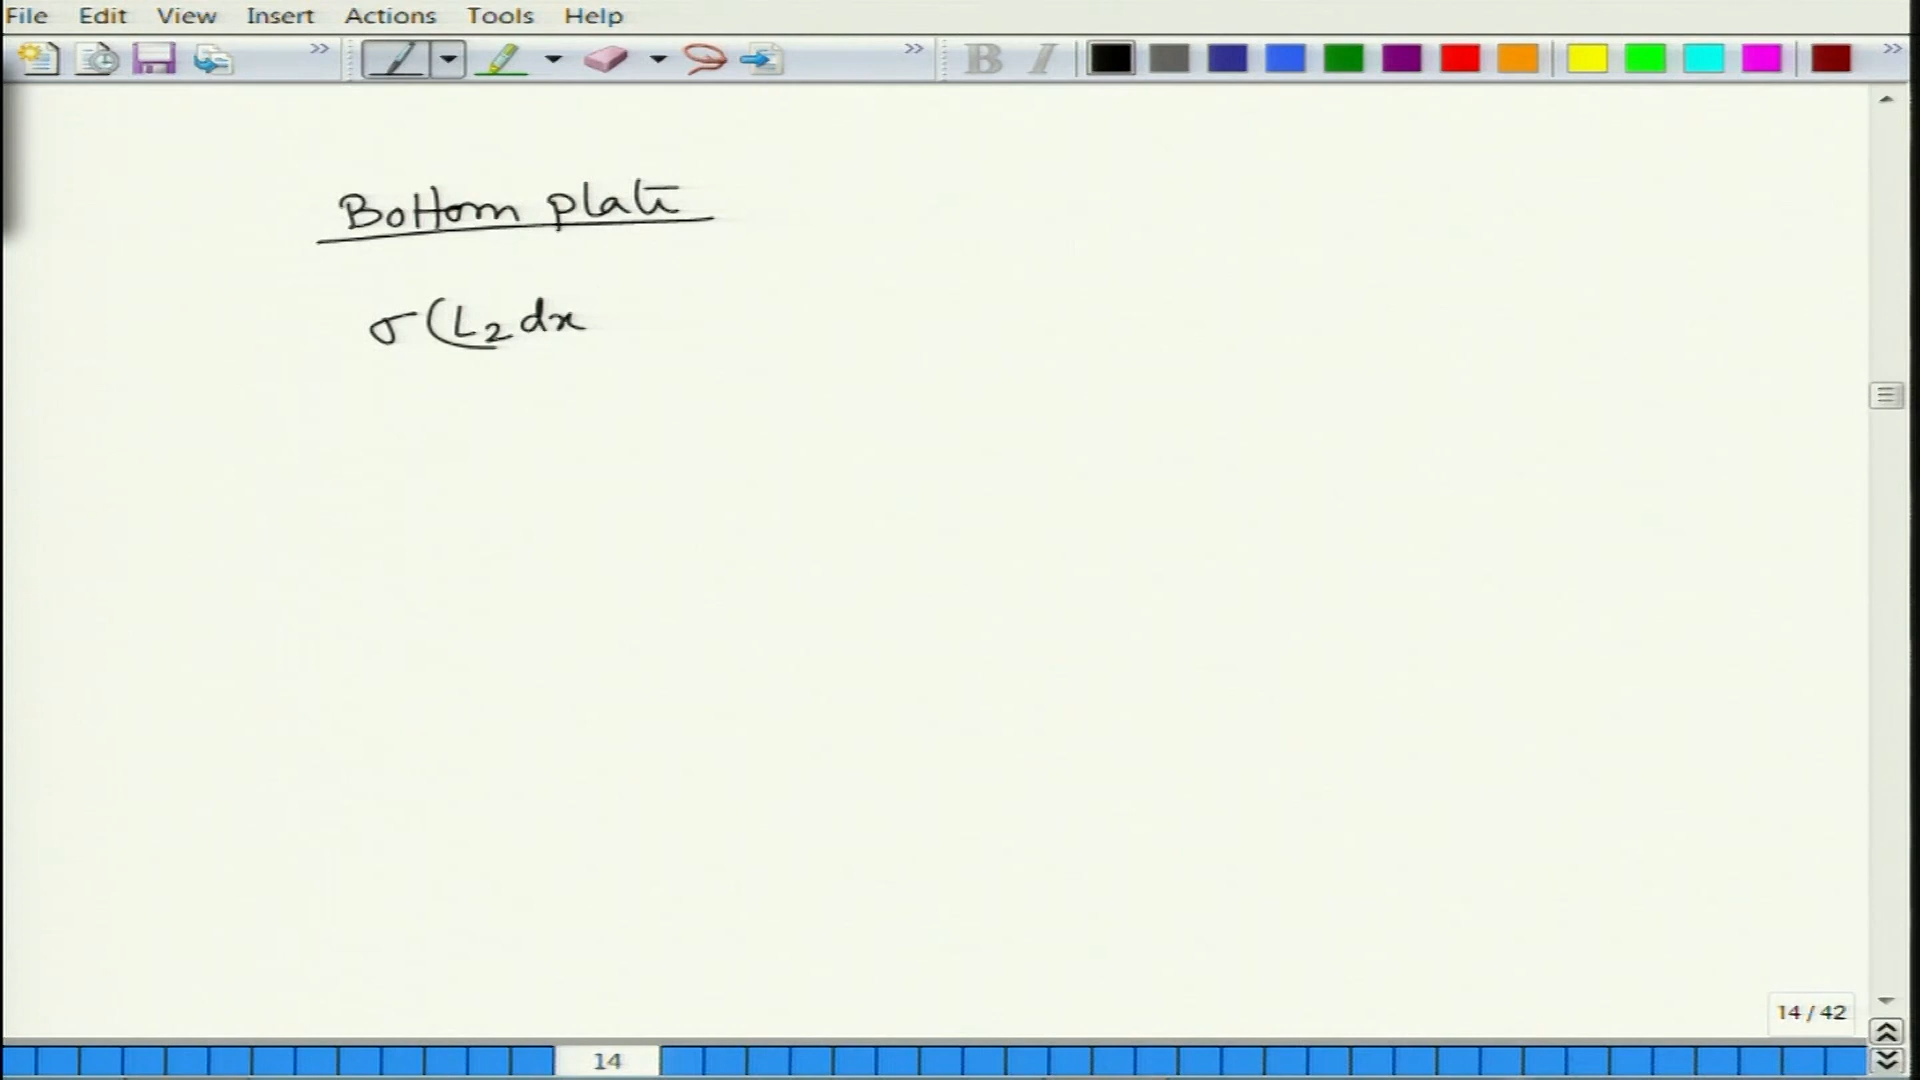 File Edit View Insert Actions Tools Help
B I
Bottom plate
σ(L₂dx
14 / 42
14